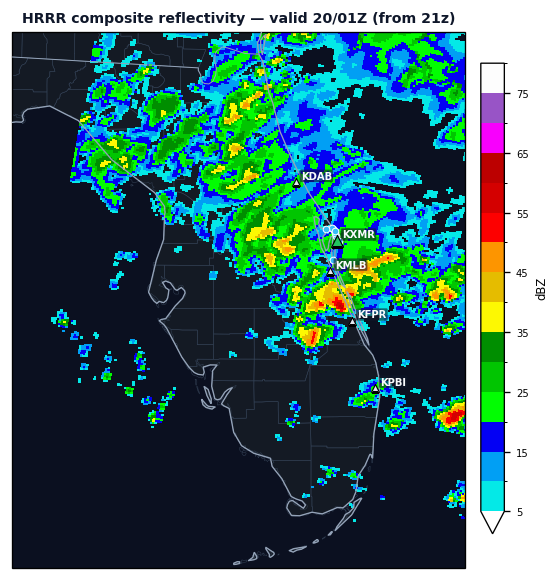 HRRR composite reflectivity — valid 20/01Z (from 21z)
KDAB
KXMR
KMLB
KFPR
KPBI
75
65
55
45
35
25
15
5
dBZ